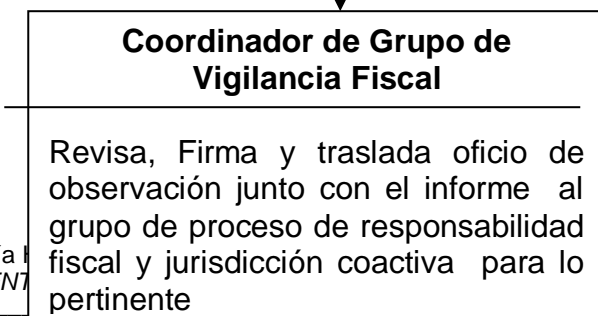 Coordinador de Grupo de
Vigilancia Fiscal
Revisa, Firma y traslada oficio de
observación junto con el informe al
grupo de proceso de responsabilidad
fiscal y jurisdicción coactiva para lo
pertinente